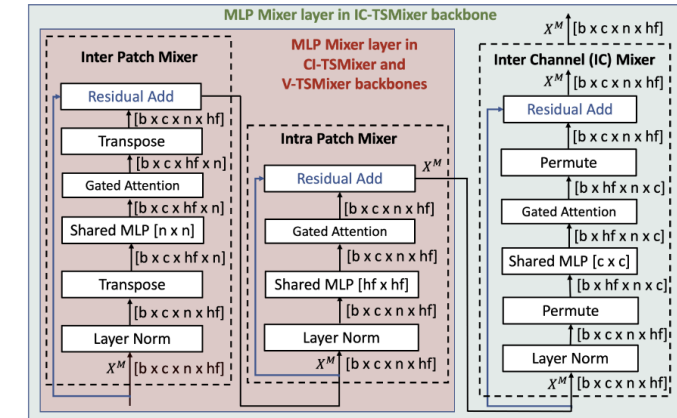 MLP Mixer layer in IC-TSMixer backbone
MLP Mixer layer in
CI-TSMixer and
V-TSMixer backbones
Inter Patch Mixer
Residual Add
[b x c x n x hf]
Transpose
[b x c x hf x n]
Gated Attention
[b x c x hf x n]
Shared MLP [n x n]
[b x c x hf x n]
Transpose
[b x c x n x hf]
Layer Norm
X^M [b x c x n x hf]
Intra Patch Mixer
X^M
Residual Add
[b x c x n x hf]
Gated Attention
[b x c x n x hf]
Shared MLP [hf x hf]
[b x c x n x hf]
Layer Norm
X^M [b x c x n x hf]
X^M [b x c x n x hf]
Inter Channel (IC) Mixer
X^M [b x c x n x hf]
Residual Add
[b x c x n x hf]
Permute
[b x hf x n x c]
Gated Attention
[b x hf x n x c]
Shared MLP [c x c]
[b x hf x n x c]
Permute
[b x c x n x hf]
Layer Norm
X^M [b x c x n x hf]